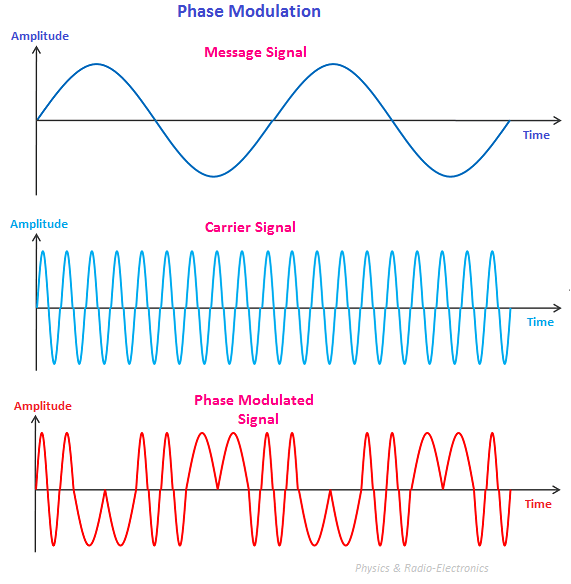 Phase Modulation
Amplitude
Message Signal
Time
Amplitude
Carrier Signal
Time
Amplitude
Phase Modulated
Signal
Time
Physics & Radio-Electronics